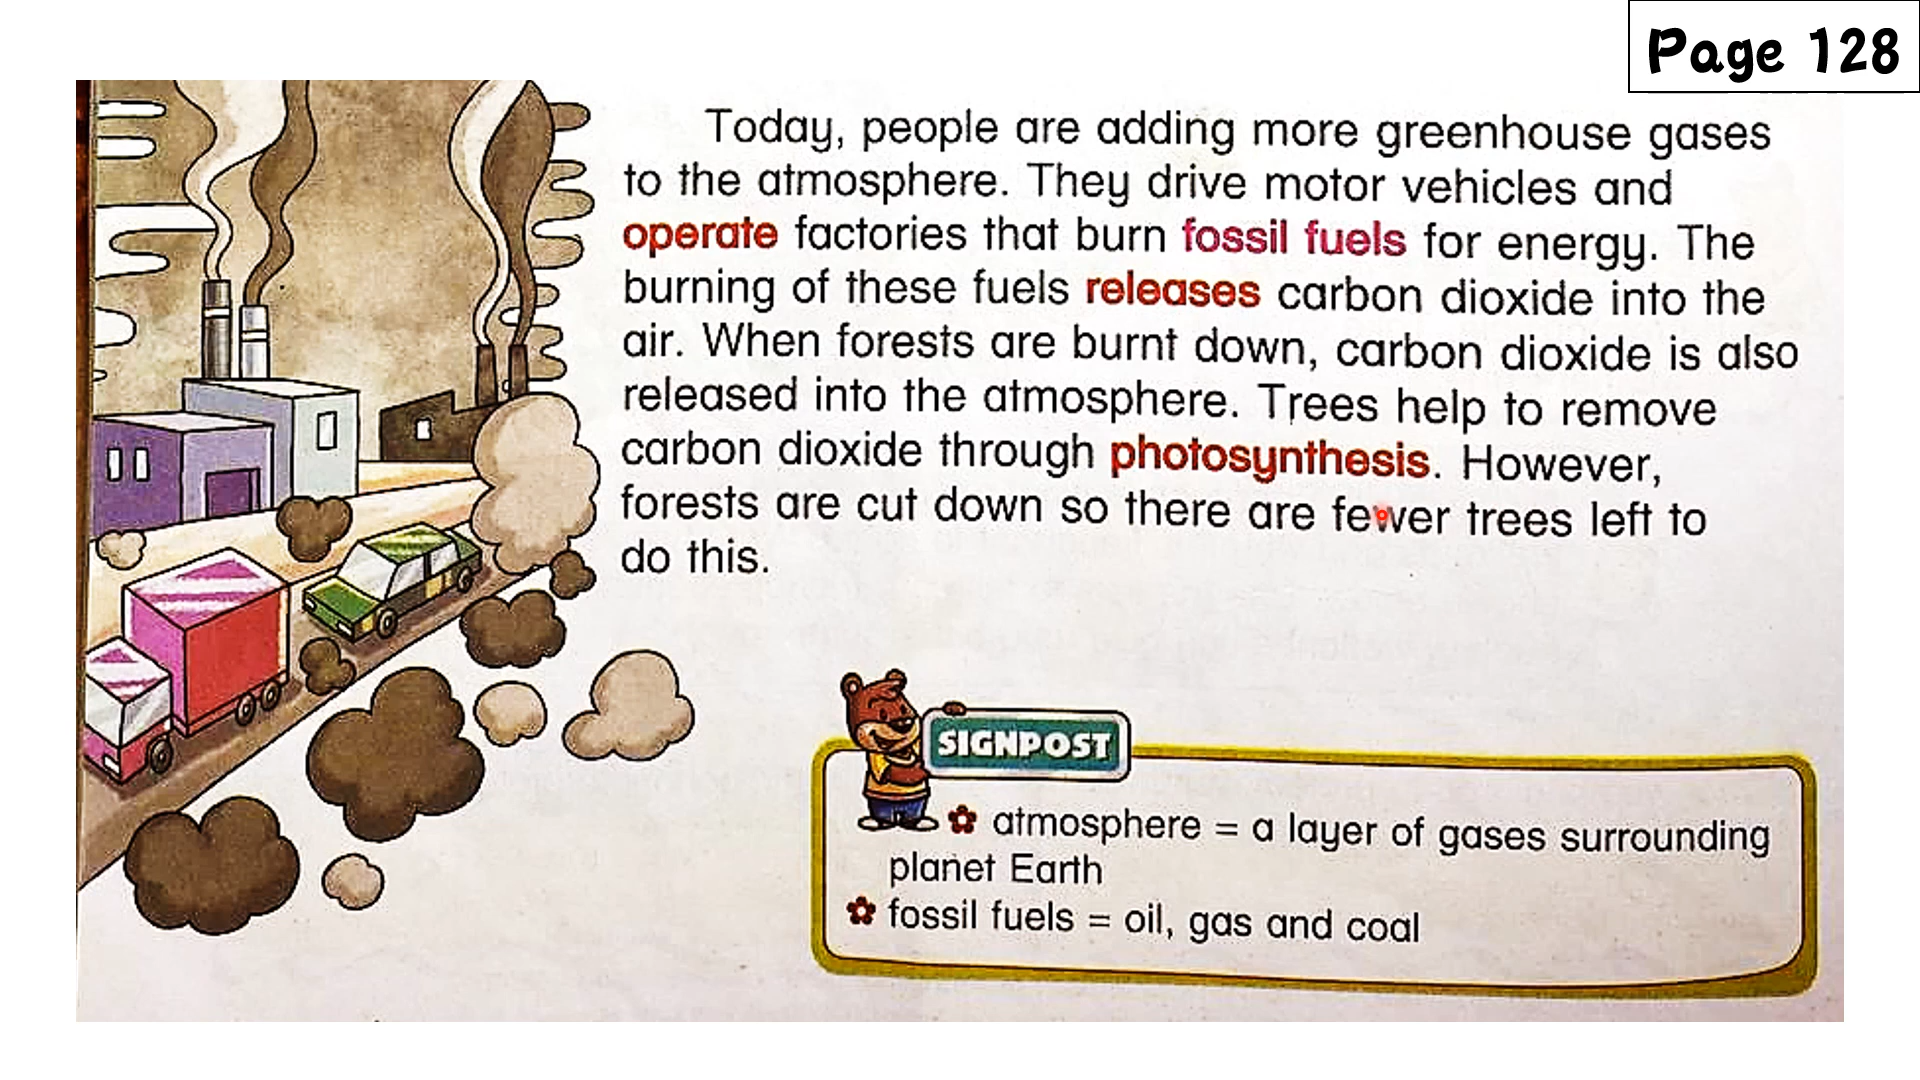 Page 128
Today, people are adding more greenhouse gases
to the atmosphere. They drive motor vehicles and
operate factories that burn fossil fuels for energy. The
burning of these fuels releases carbon dioxide into the
air. When forests are burnt down, carbon dioxide is also
released into the atmosphere. Trees help to remove
carbon dioxide through photosynthesis. However,
forests are cut down so there are fewer trees left to
do this.
SIGNPOST
atmosphere = a layer of gases surrounding
planet Earth
fossil fuels = oil, gas and coal